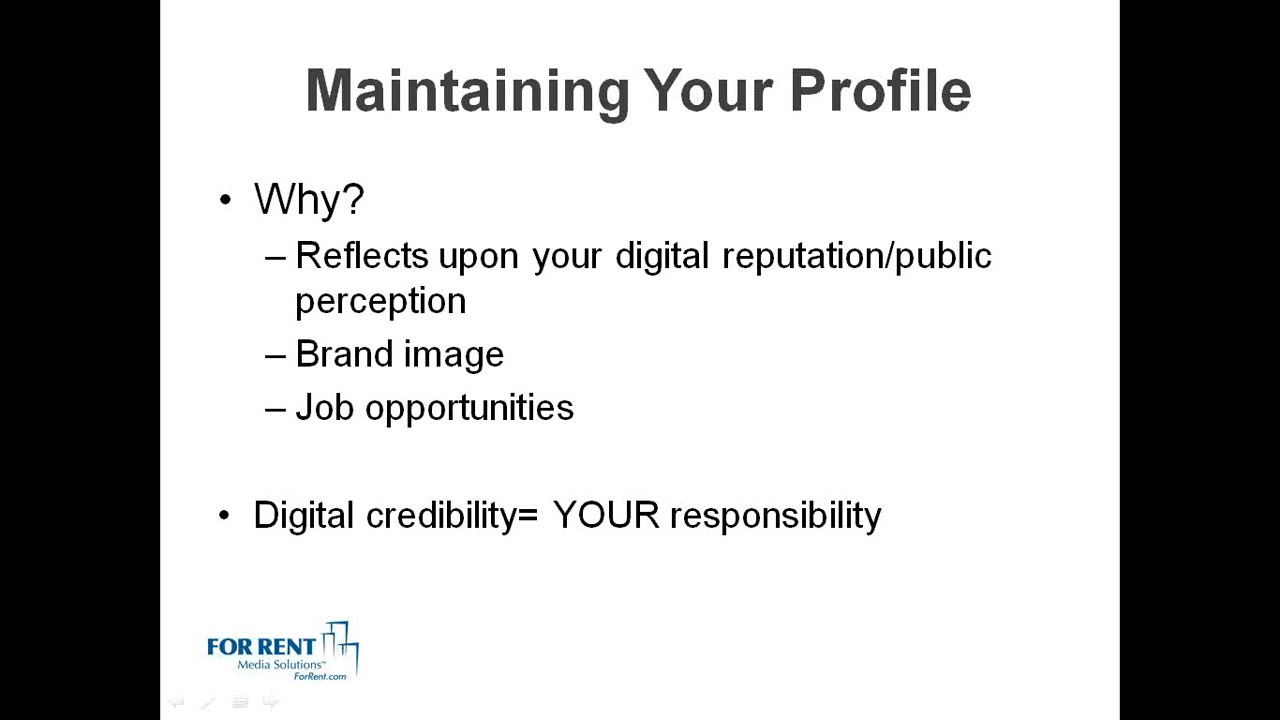 Maintaining Your Profile
• Why?
– Reflects upon your digital reputation/public
perception
– Brand image
– Job opportunities
• Digital credibility= YOUR responsibility
FOR RENT
Media Solutions™
ForRent.com